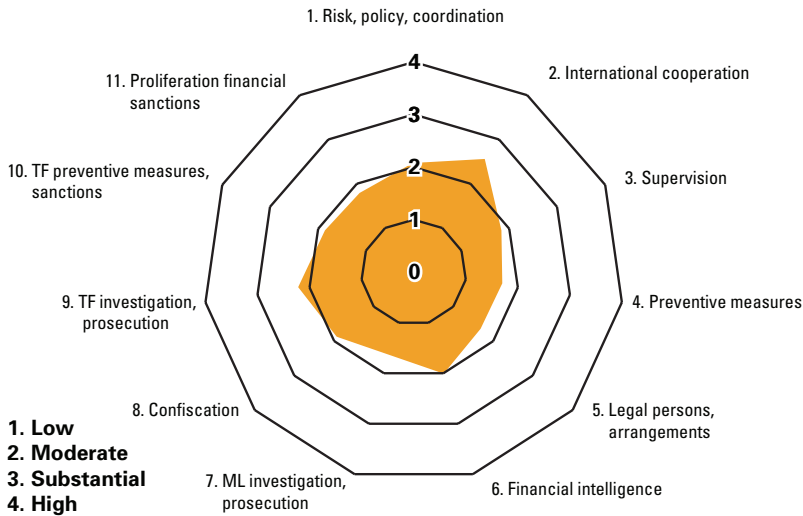 1. Risk, policy, coordination
2. International cooperation
3. Supervision
4. Preventive measures
5. Legal persons,
arrangements
6. Financial intelligence
7. ML investigation,
prosecution
8. Confiscation
9. TF investigation,
prosecution
10. TF preventive measures,
sanctions
11. Proliferation financial
sanctions
4
3
2
1
0
1. Low
2. Moderate
3. Substantial
4. High